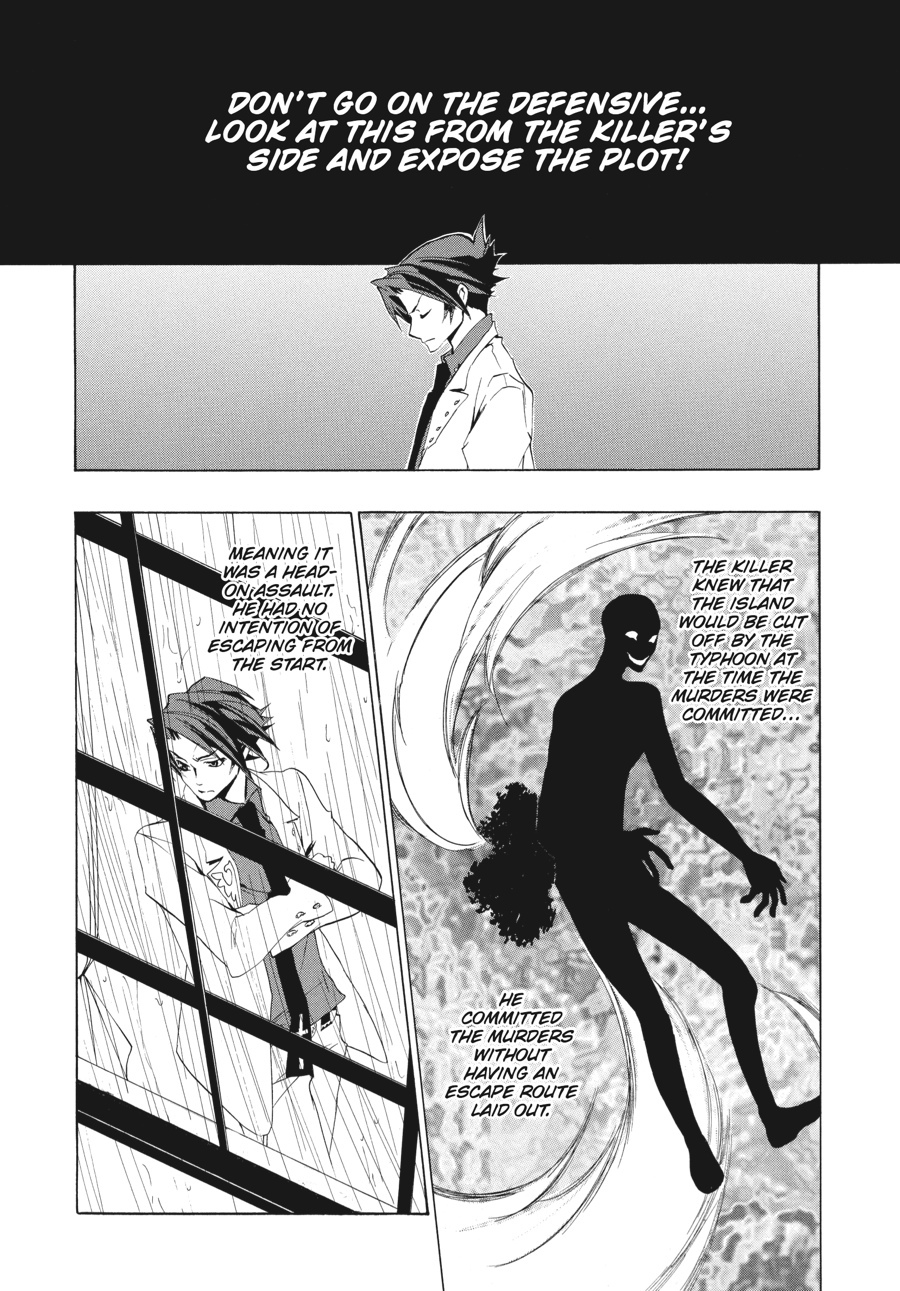 DON'T GO ON THE DEFENSIVE...
LOOK AT THIS FROM THE KILLER'S
SIDE AND EXPOSE THE PLOT!
THE KILLER
KNEW THAT
THE ISLAND
WOULD BE CUT
OFF BY THE
TYPHOON AT
THE TIME THE
MURDERS WERE
COMMITTED...
HE
COMMITTED
THE MURDERS
WITHOUT
HAVING AN
ESCAPE ROUTE
LAID OUT.
MEANING IT
WAS A HEAD-
ON ASSAULT.
HE HAD NO
INTENTION OF
ESCAPING FROM
THE START.